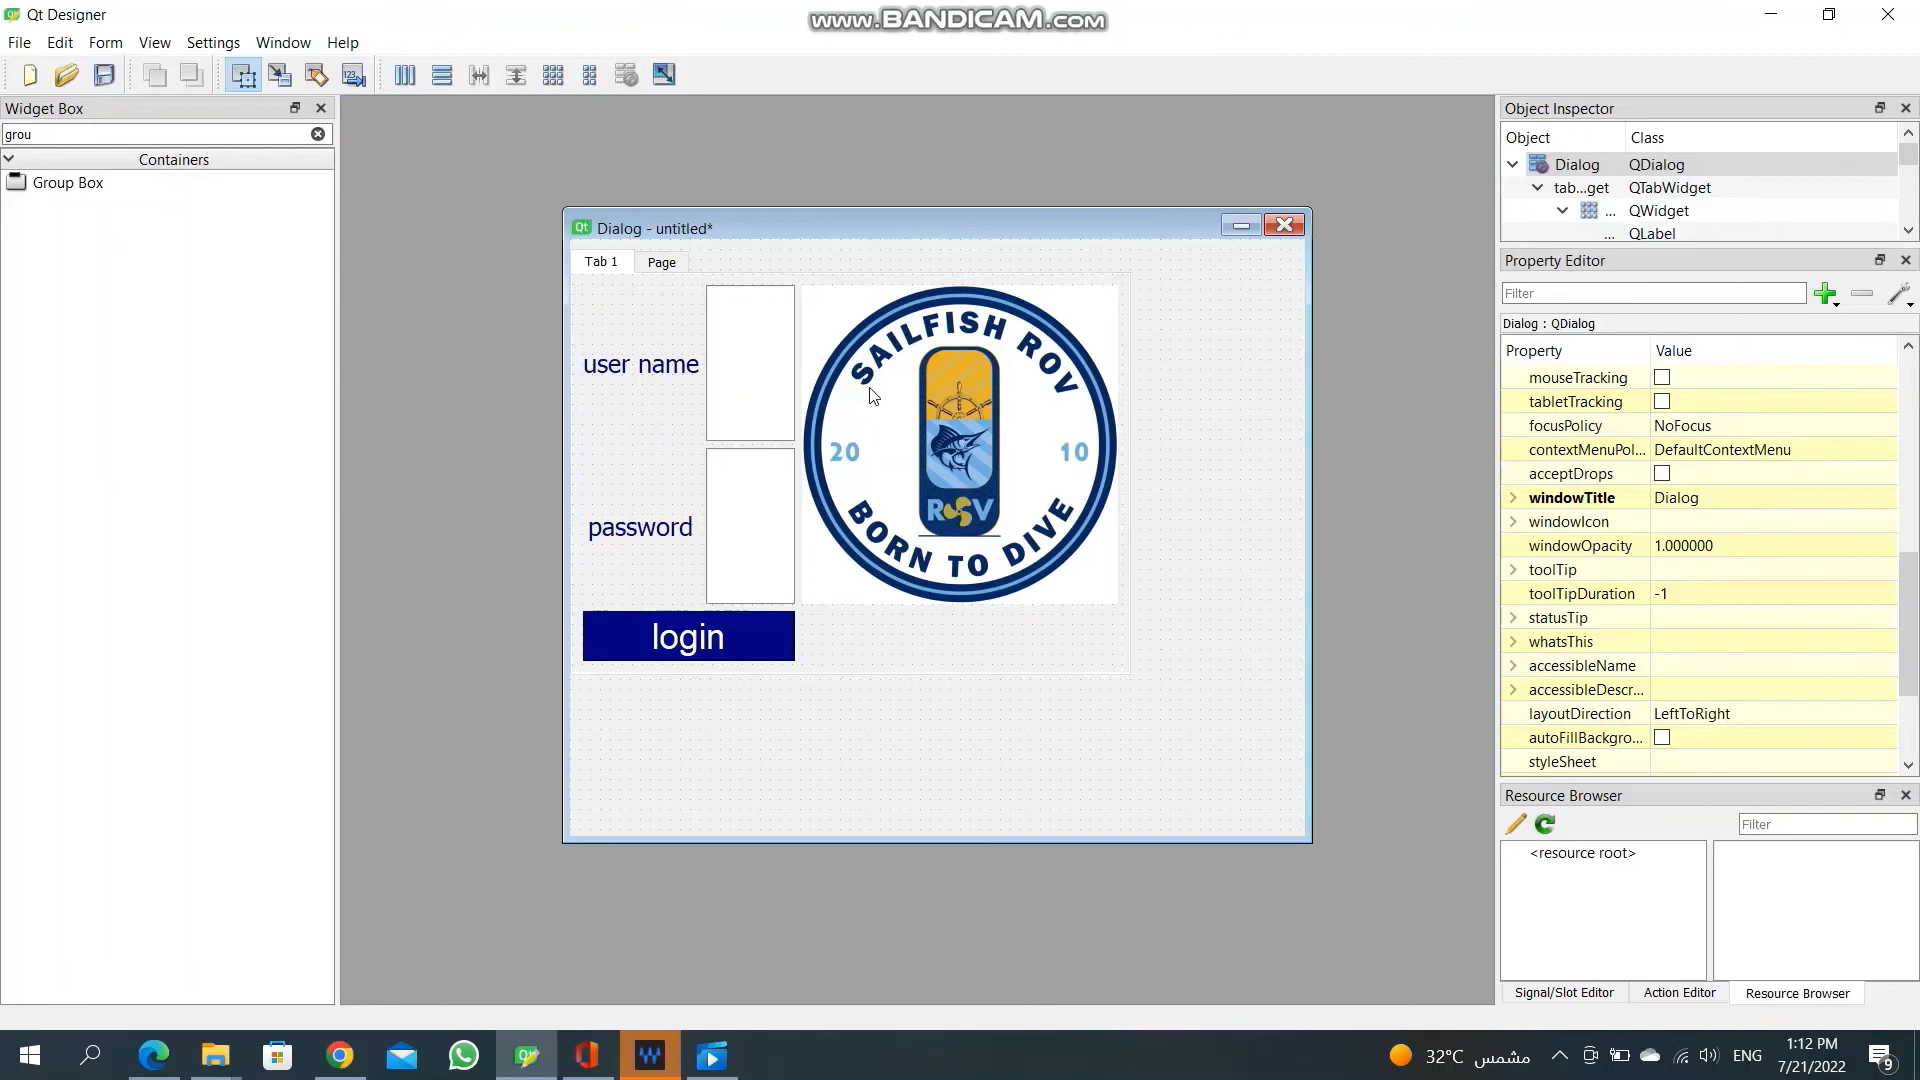 Qt Designer
www.BANDICAM.com
File Edit Form View Settings Window Help
Widget Box
grou
Containers
Group Box
Qt Dialog - untitled*
Tab 1 Page
user name
password
login
SAILFISH ROV
20 10
ROV
BORN TO DIVE
Object Inspector
Object Class
Dialog QDialog
tab...get QTabWidget
... QWidget
... QLabel
Property Editor
Filter
Dialog : QDialog
Property Value
mouseTracking
tabletTracking
focusPolicy NoFocus
contextMenuPol... DefaultContextMenu
acceptDrops
windowTitle Dialog
windowIcon
windowOpacity 1.000000
toolTip
toolTipDuration -1
statusTip
whatsThis
accessibleName
accessibleDescr...
layoutDirection LeftToRight
autoFillBackgro...
styleSheet
Resource Browser
Filter
<resource root>
Signal/Slot Editor Action Editor Resource Browser
32°C مشمس
ENG
1:12 PM
7/21/2022
9